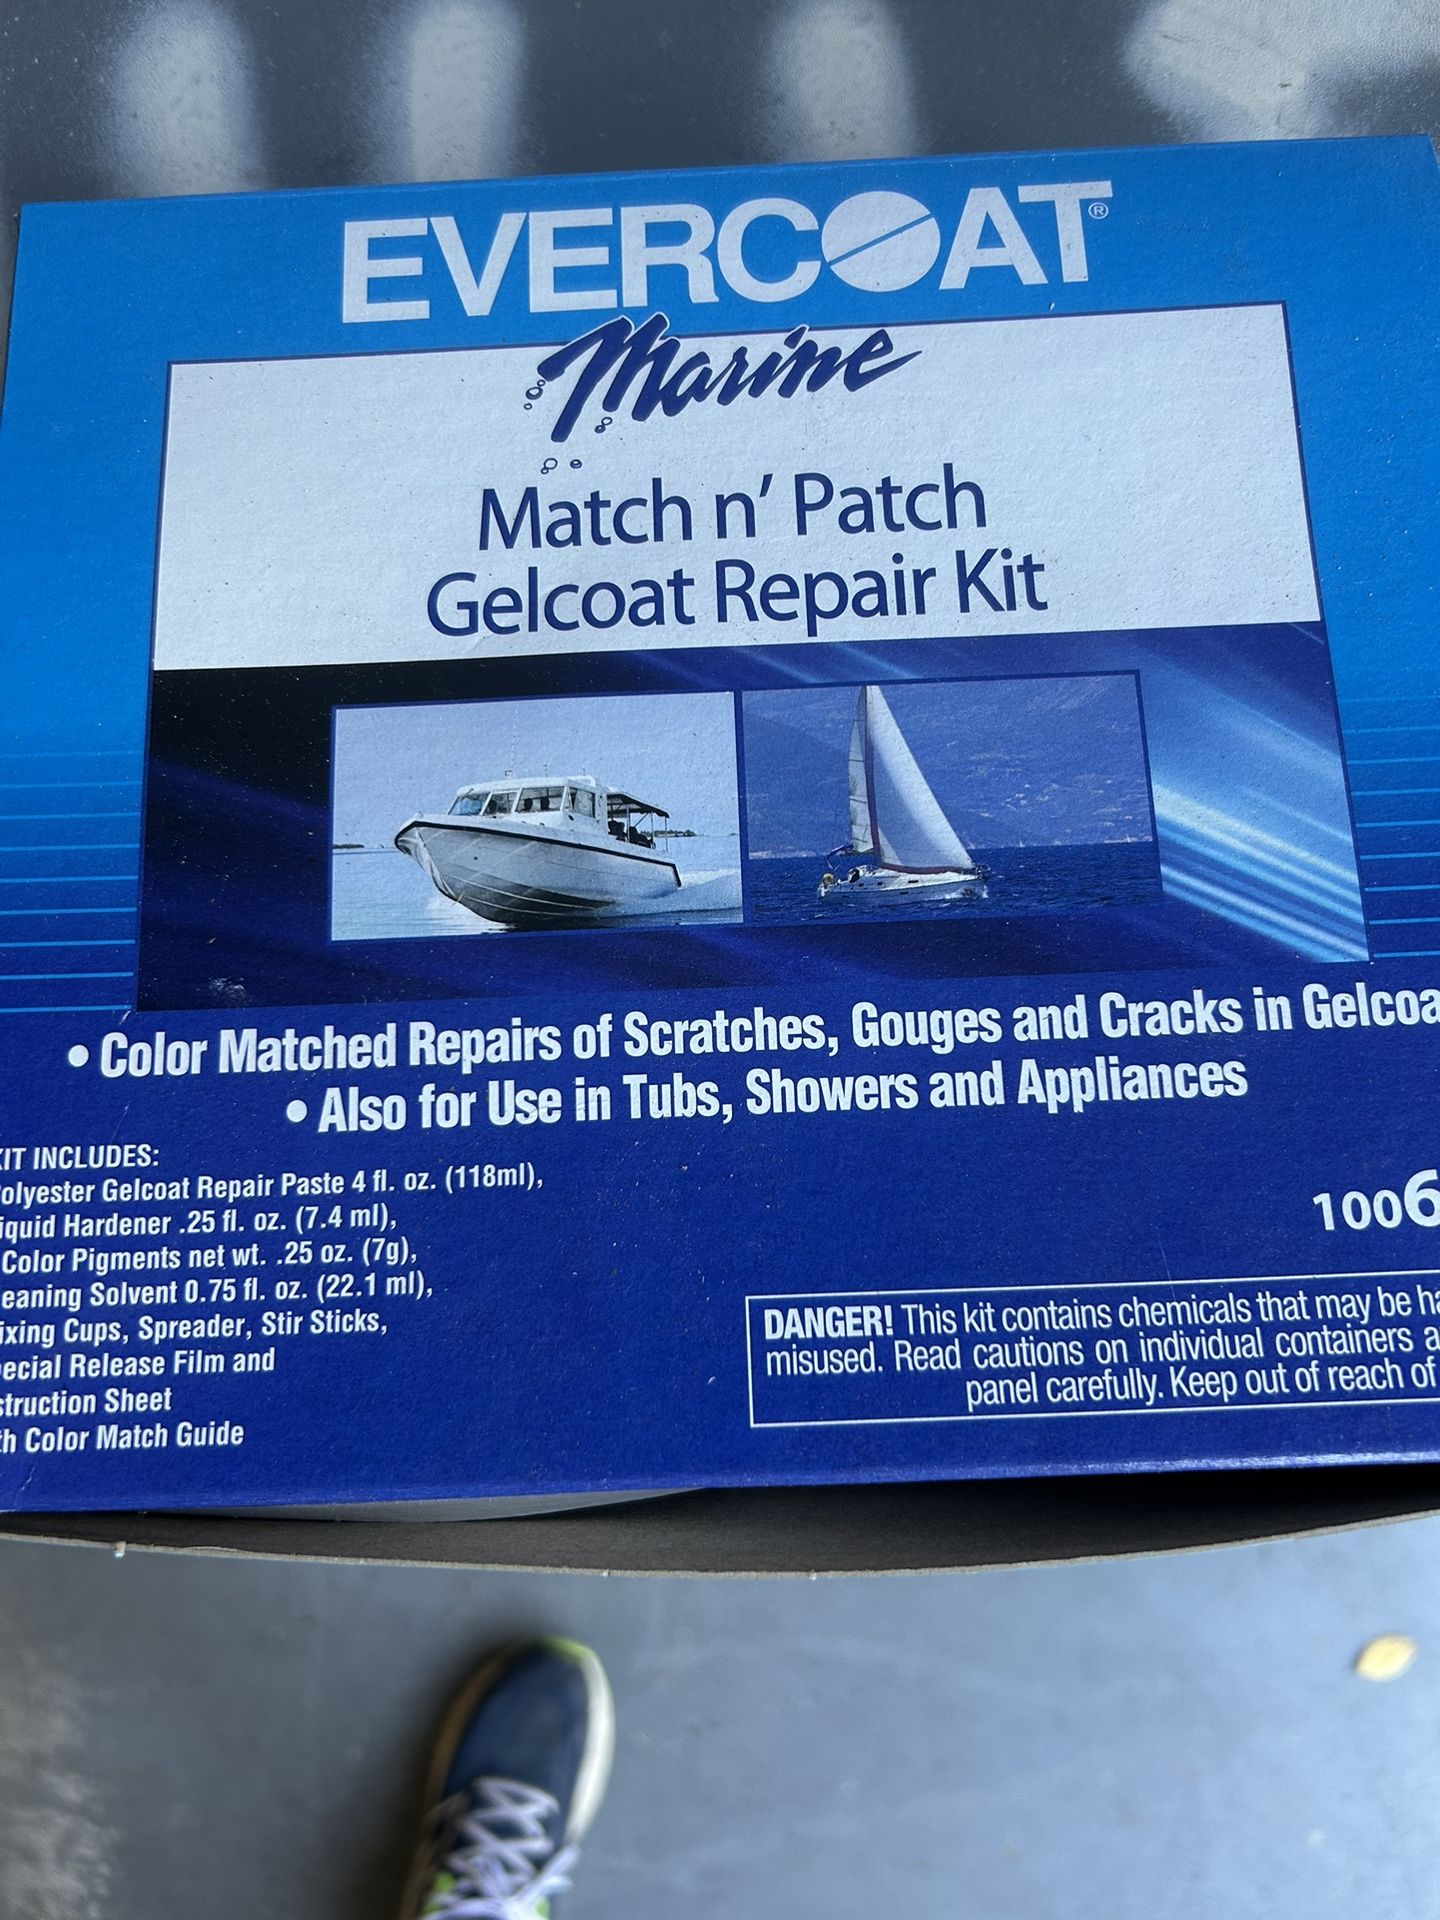 EVERCOAT®
Marine
Match n' Patch
Gelcoat Repair Kit
• Color Matched Repairs of Scratches, Gouges and Cracks in Gelcoa
• Also for Use in Tubs, Showers and Appliances
KIT INCLUDES:
olyester Gelcoat Repair Paste 4 fl. oz. (118ml),
iquid Hardener .25 fl. oz. (7.4 ml),
Color Pigments net wt. .25 oz. (7g),
eaning Solvent 0.75 fl. oz. (22.1 ml),
ixing Cups, Spreader, Stir Sticks,
pecial Release Film and
struction Sheet
th Color Match Guide
1006
DANGER! This kit contains chemicals that may be ha
misused. Read cautions on individual containers a
panel carefully. Keep out of reach of